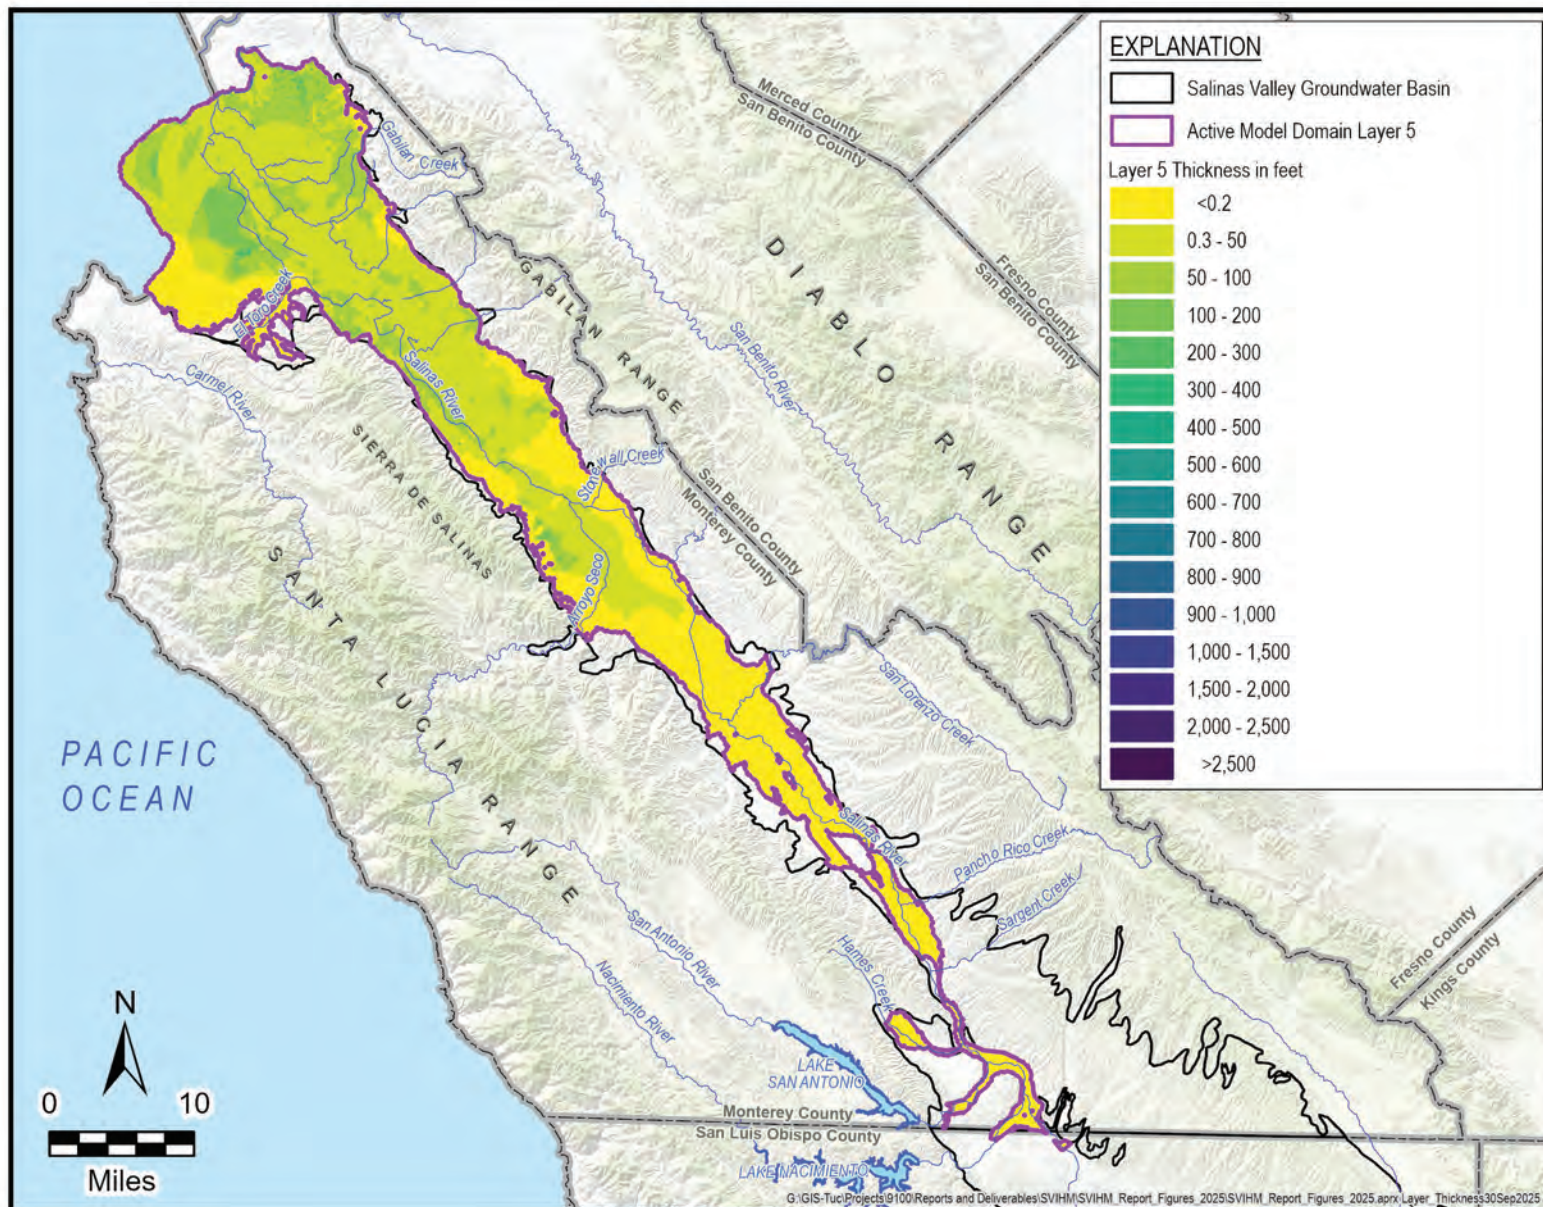 EXPLANATION
Salinas Valley Groundwater Basin
Active Model Domain Layer 5
Layer 5 Thickness in feet
<0.2
0.3 - 50
50 - 100
100 - 200
200 - 300
300 - 400
400 - 500
500 - 600
600 - 700
700 - 800
800 - 900
900 - 1,000
1,000 - 1,500
1,500 - 2,000
2,000 - 2,500
>2,500
Merced County
San Benito County
Fresno County
San Benito County
Gabilan Creek
DIABLO RANGE
GABILAN RANGE
San Benito River
El Toro Creek
Carmel River
Salinas River
SIERRA DE SALINAS
Stonewall Creek
San Benito County
Monterey County
Arroyo Seco
SANTA LUCIA RANGE
San Lorenzo Creek
PACIFIC
OCEAN
Salinas River
Pancho Rico Creek
Sargent Creek
San Antonio River
Hames Creek
Nacimiento River
Fresno County
Kings County
LAKE
SAN ANTONIO
Monterey County
San Luis Obispo County
LAKE NACIMIENTO
N
0 10
Miles
G:\GIS-Tuc\Projects\9100\Reports and Deliverables\SVIHM\SVIHM_Report_Figures_2025\SVIHM_Report_Figures_2025.aprx Layer_Thickness30Sep2025